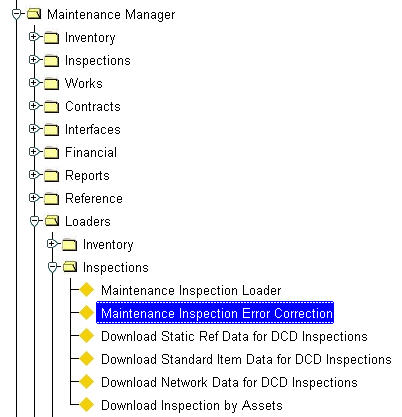 Maintenance Manager
Inventory
Inspections
Works
Contracts
Interfaces
Financial
Reports
Reference
Loaders
Inventory
Inspections
Maintenance Inspection Loader
Maintenance Inspection Error Correction
Download Static Ref Data for DCD Inspections
Download Standard Item Data for DCD Inspections
Download Network Data for DCD Inspections
Download Inspection by Assets